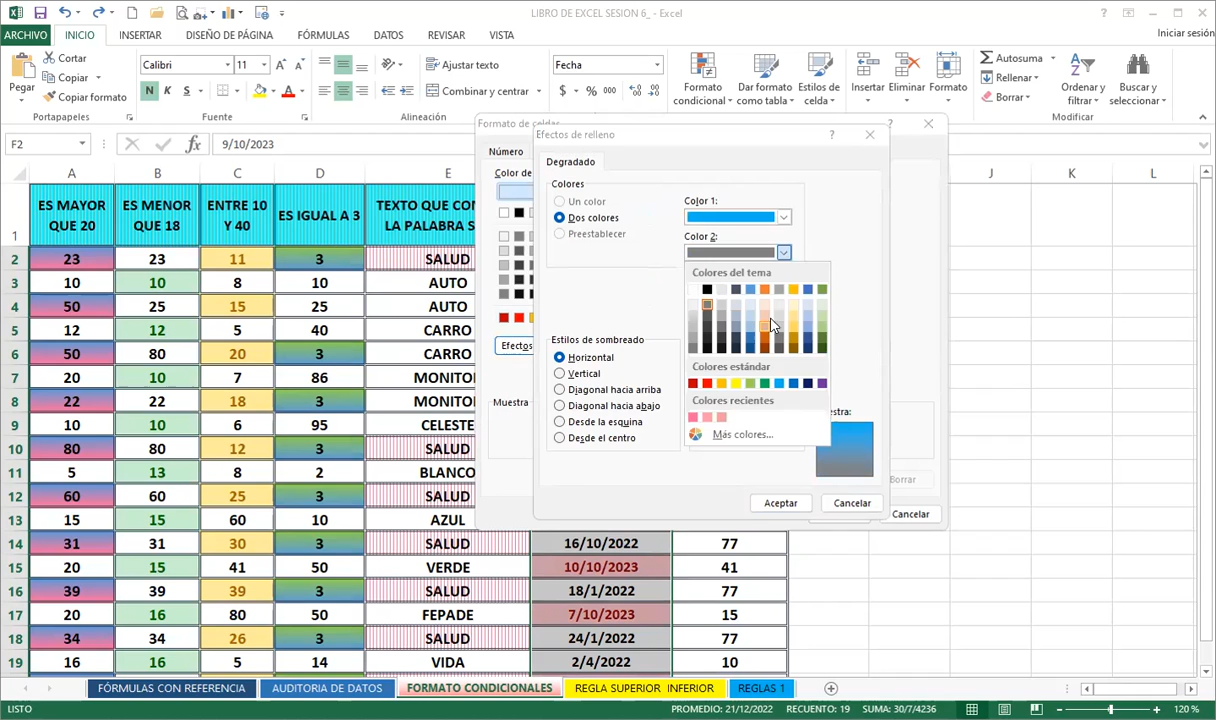 LIBRO DE EXCEL SESION 6_ - Excel
ARCHIVO INICIO INSERTAR DISEÑO DE PÁGINA FÓRMULAS DATOS REVISAR VISTA Iniciar sesión
Pegar
Cortar
Copiar
Copiar formato
Portapapeles
Calibri 11
N K S
Fuente
Ajustar texto
Combinar y centrar
Alineación
Fecha
$ % 000
Formato condicional
Dar formato como tabla
Estilos de celda
Insertar Eliminar Formato
Autosuma
Rellenar
Borrar
Ordenar y filtrar
Buscar y seleccionar
Modificar
F2 fx 9/10/2023
A B C D E J K L
1 ES MAYOR QUE 20 ES MENOR QUE 18 ENTRE 10 Y 40 ES IGUAL A 3 TEXTO QUE CON LA PALABRA S
2 23 23 11 3 SALUD
3 10 10 8 10 AUTO
4 50 25 15 25 AUTO
5 12 12 5 40 CARRO
6 50 80 20 3 CARRO
7 20 10 7 86 MONITO
8 22 22 18 3 MONITO
9 10 10 6 95 CELESTE
10 80 80 12 3 SALUD
11 5 13 8 2 BLANCO
12 60 60 25 3 SALUD
13 15 15 60 10 AZUL
14 31 31 30 3 SALUD 16/10/2022 77
15 20 15 41 50 VERDE 10/10/2023 41
16 39 39 39 3 SALUD 18/1/2022 77
17 20 16 80 50 FEPADE 7/10/2023 15
18 34 34 26 3 SALUD 24/1/2022 77
19 16 16 5 14 VIDA 2/4/2022 10
Formato de celdas
Número
Color de
Efectos
Muestra
Borrar
Cancelar
Efectos de relleno
Degradado
Colores
Un color
Dos colores
Preestablecer
Color 1:
Color 2:
Colores del tema
Colores estándar
Colores recientes
Más colores...
Estilos de sombreado
Horizontal
Vertical
Diagonal hacia arriba
Diagonal hacia abajo
Desde la esquina
Desde el centro
stra:
Aceptar Cancelar
FÓRMULAS CON REFERENCIA AUDITORIA DE DATOS FORMATO CONDICIONALES REGLA SUPERIOR INFERIOR REGLAS 1
LISTO PROMEDIO: 21/12/2022 RECUENTO: 19 SUMA: 30/7/4236 120 %